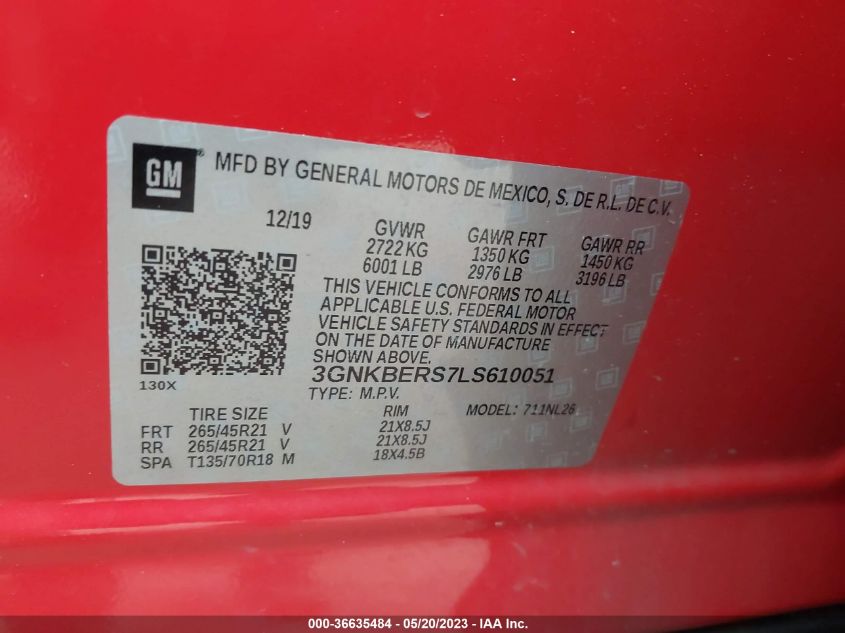 GM ®
MFD BY GENERAL MOTORS DE MEXICO, S. DE R.L. DE C.V.
12/19 GVWR GAWR FRT GAWR RR
2722 KG 1350 KG 1450 KG
6001 LB 2976 LB 3196 LB
THIS VEHICLE CONFORMS TO ALL
APPLICABLE U.S. FEDERAL MOTOR
VEHICLE SAFETY STANDARDS IN EFFECT
ON THE DATE OF MANUFACTURE
3GNKBERS7LS610051
130X
TYPE: M.P.V. MODEL: 711NL26
TIRE SIZE RIM
FRT 265/45R21 V 21X8.5J
RR 265/45R21 V 21X8.5J
SPA T135/70R18 M 18X4.5B
000-36635484 - 05/20/2023 - IAA Inc.